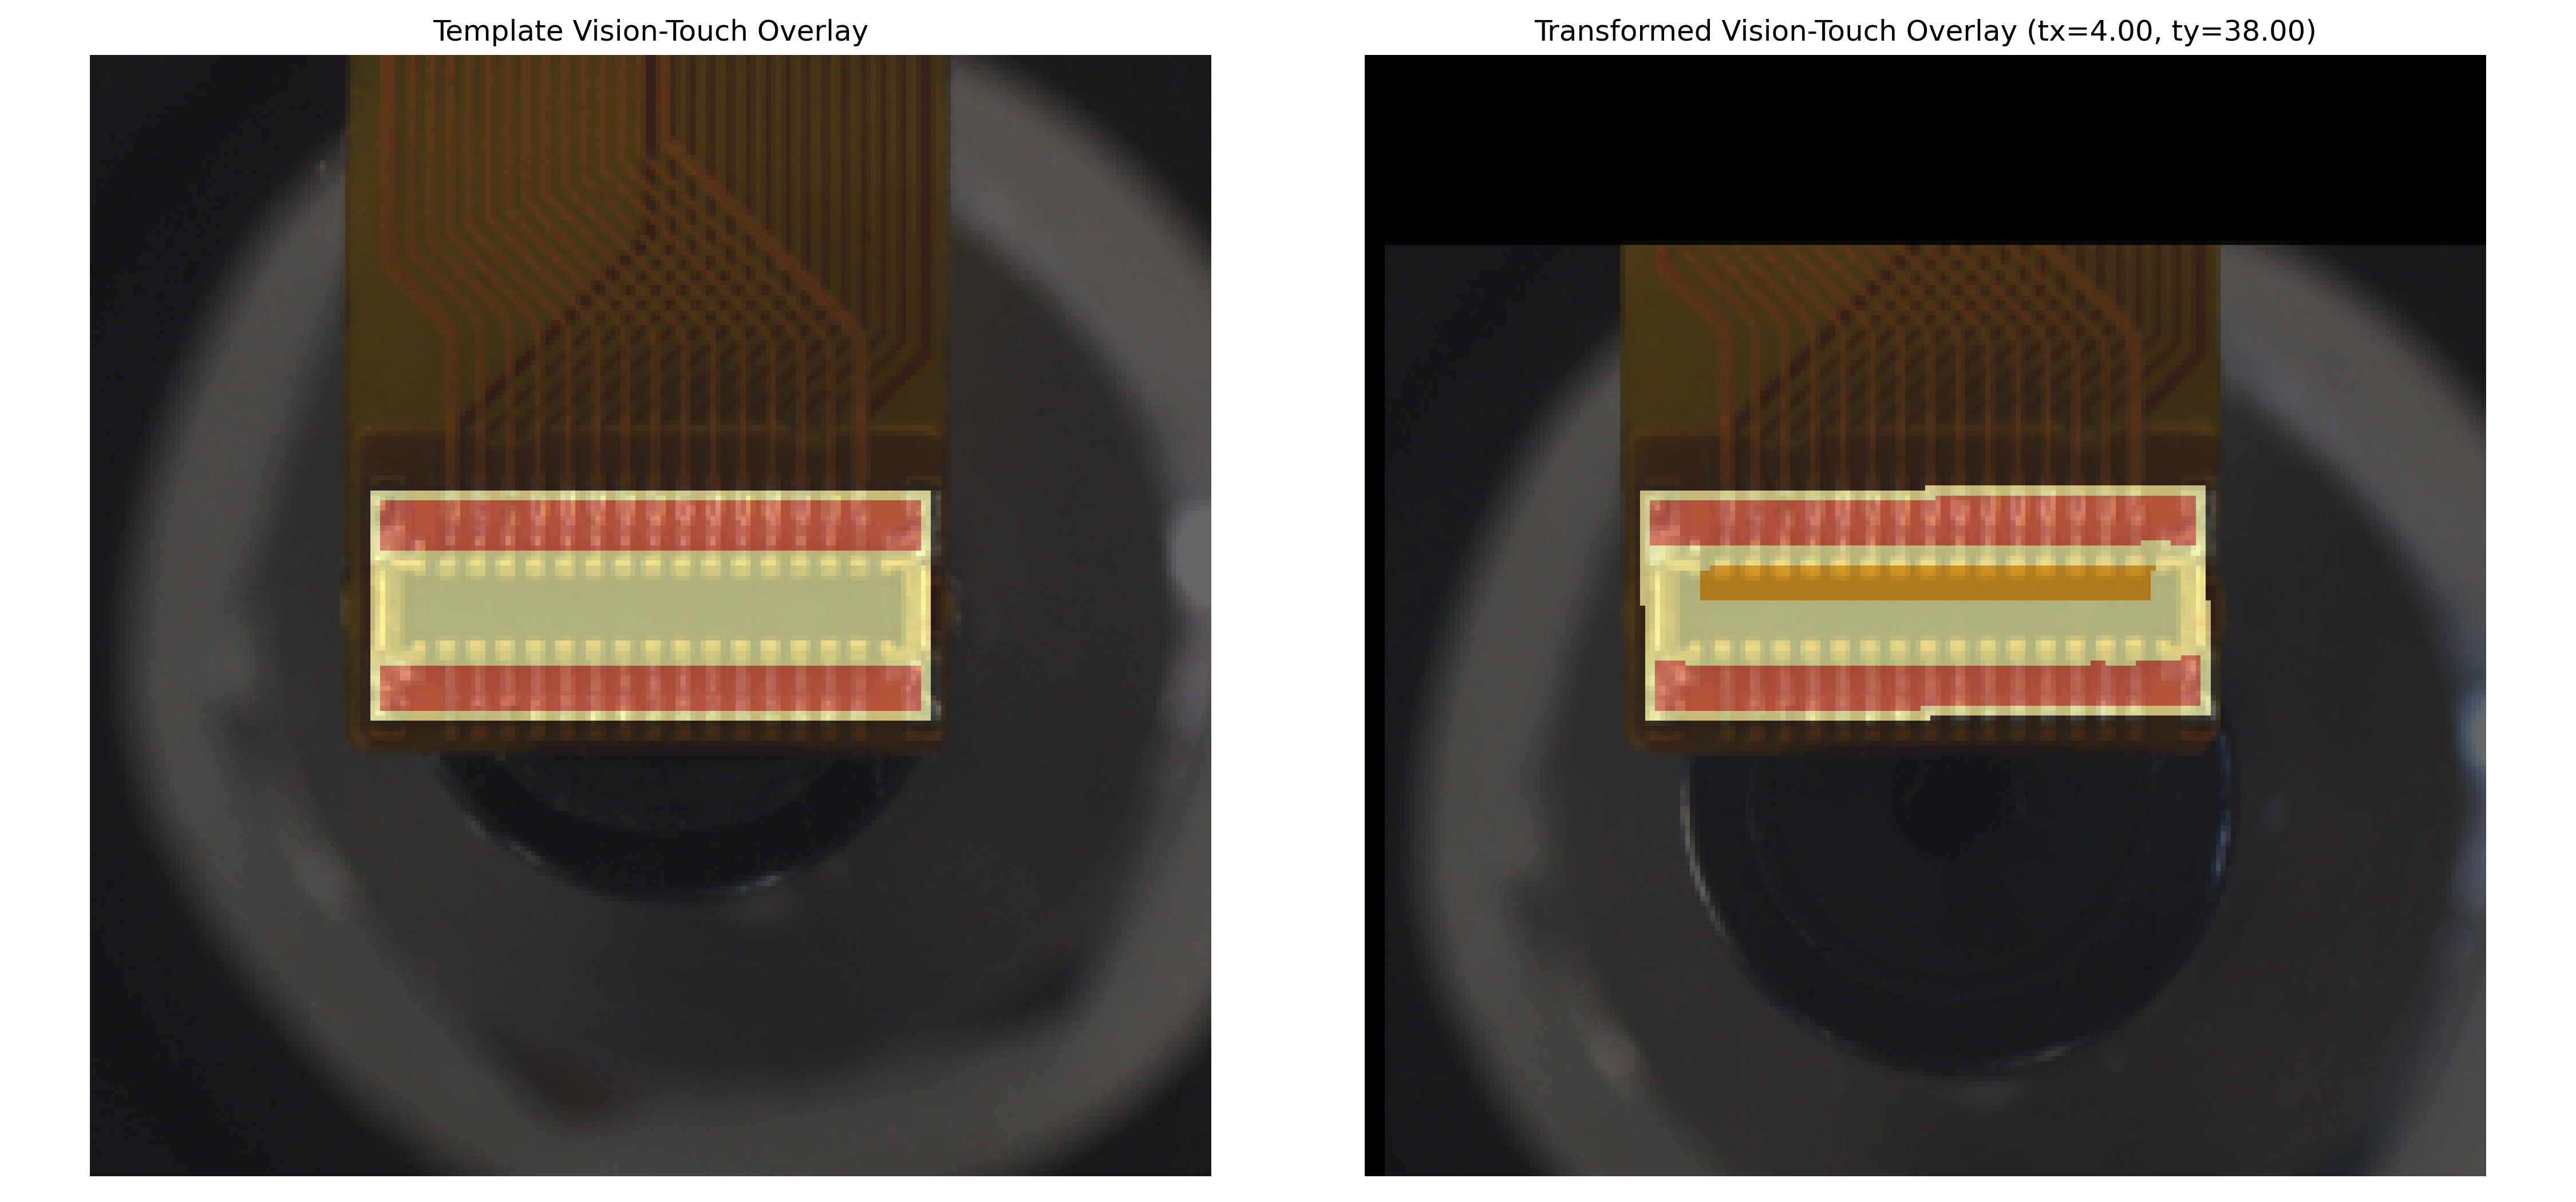 Template Vision-Touch Overlay
Transformed Vision-Touch Overlay (tx=4.00, ty=38.00)